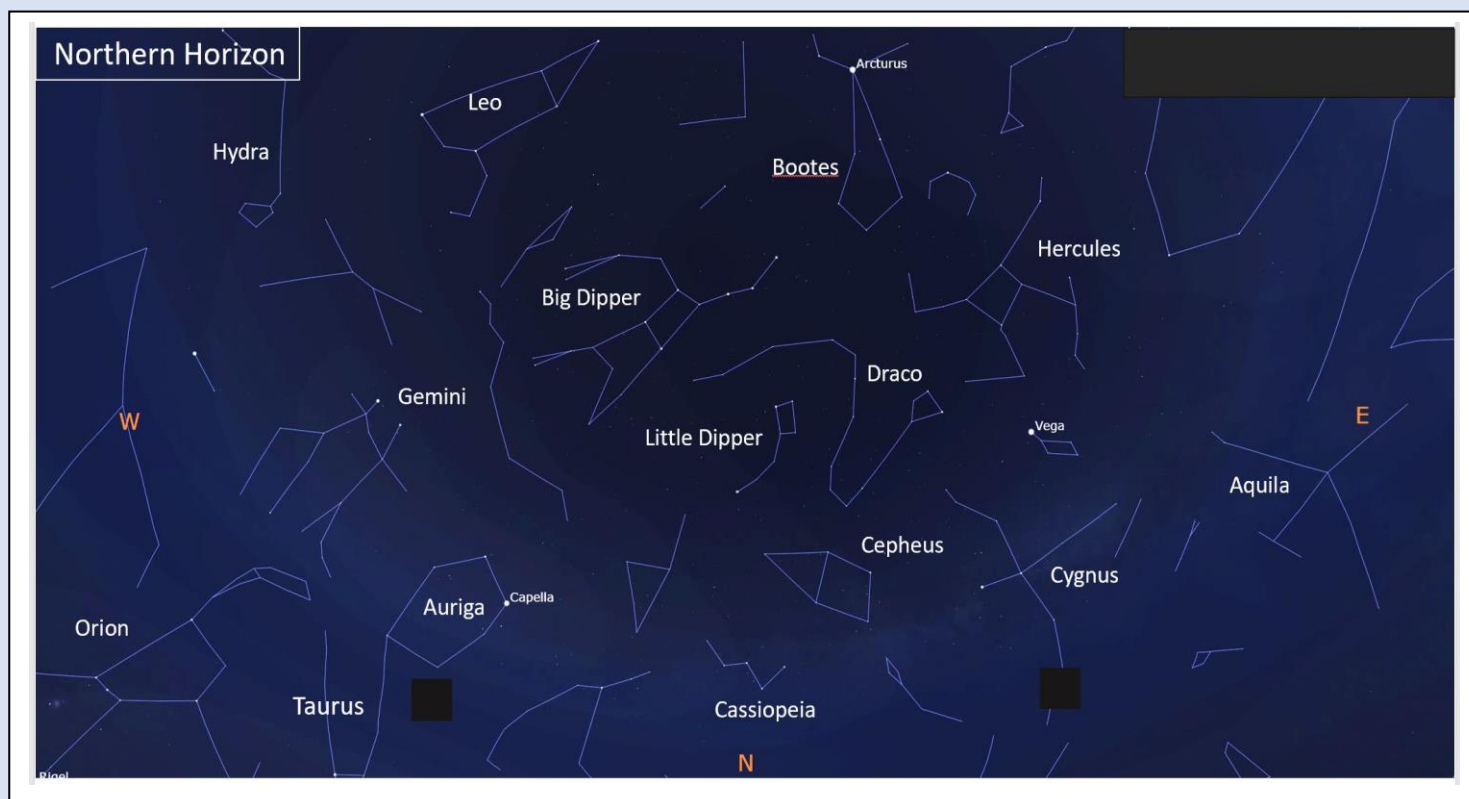 Northern Horizon
Arcturus
Leo
Hydra
Bootes
Hercules
Big Dipper
Draco
Gemini
W
E
Little Dipper
Vega
Aquila
Cepheus
Cygnus
Auriga
Capella
Orion
Taurus
Cassiopeia
N
Rigel